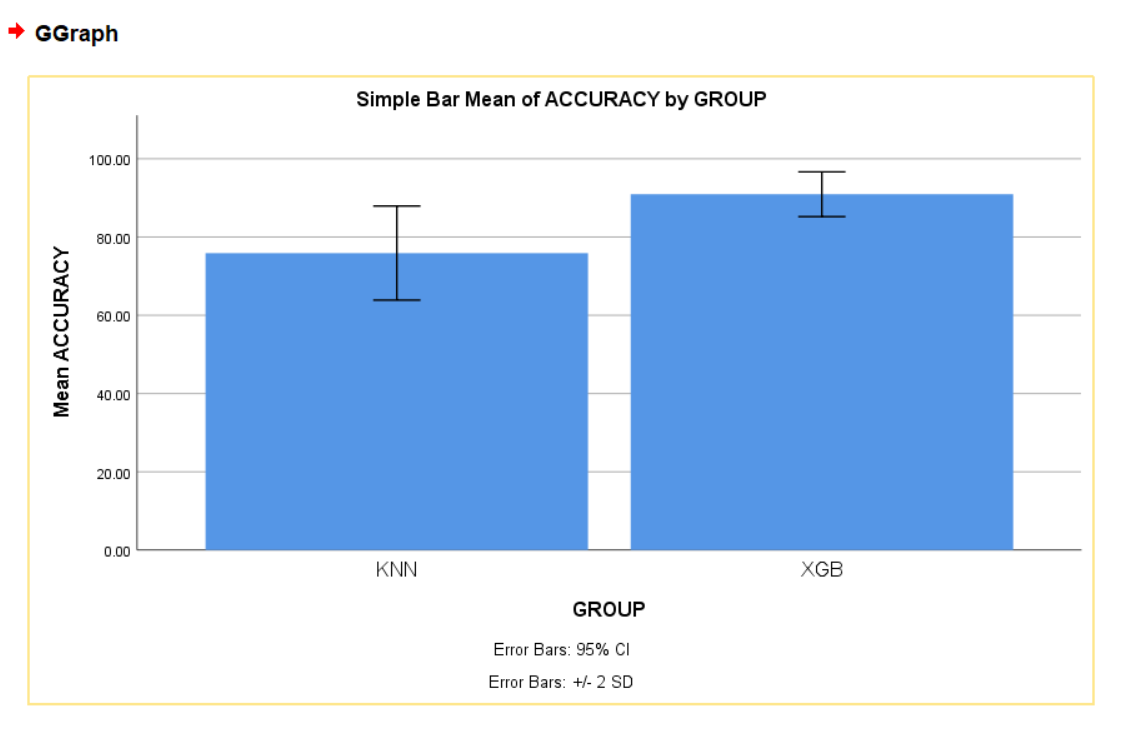 GGraph
Simple Bar Mean of ACCURACY by GROUP
Mean ACCURACY
100.00
80.00
60.00
40.00
20.00
0.00
KNN
XGB
GROUP
Error Bars: 95% CI
Error Bars: +/- 2 SD